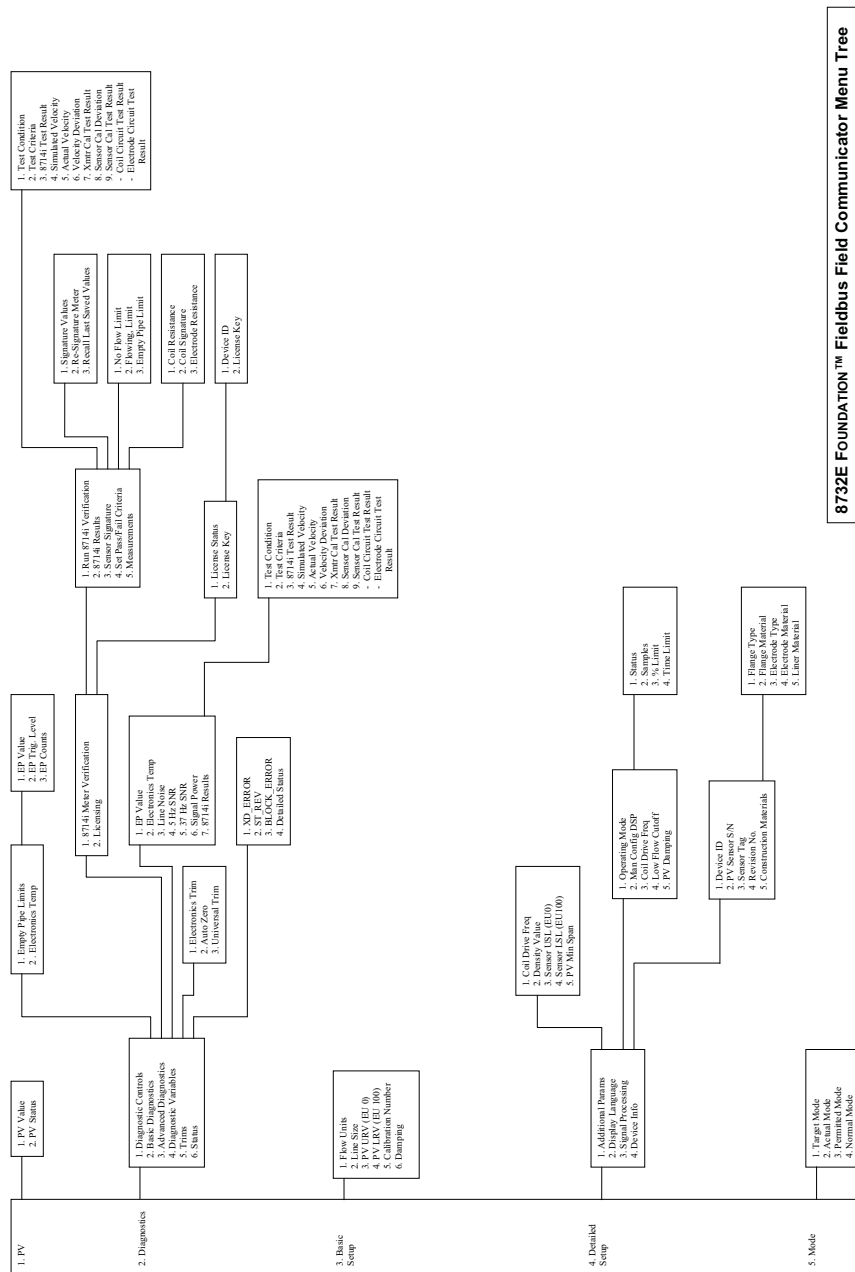 1. PV
1. PV Value
2. PV Status
2. Diagnostics
1. Diagnostic Controls
2. Basic Diagnostics
3. Advanced Diagnostics
4. Diagnostic Variables
5. Trims
6. Status
1. Empty Pipe Limits
2 . Electronics Temp
1. EP Value
2. EP Trig. Level
3. EP Counts
1. 8714i Meter Verification
2. Licensing
1. Run 8714i Verification
2. 8714i Results
3. Sensor Signature
4. Set Pass/Fail Criteria
5. Measurements
1. Test Condition
2. Test Criteria
3. 8714i Test Result
4. Simulated Velocity
5. Actual Velocity
6. Velocity Deviation
7. Xmtr Cal Test Result
8. Sensor Cal Deviation
9. Sensor Cal Test Result
- Coil Circuit Test Result
- Electrode Circuit Test
Result
1. Signature Values
2. Re-Signature Meter
3. Recall Last Saved Values
1. No Flow Limit
2. Flowing, Limit
3. Empty Pipe Limit
1. Coil Resistance
2. Coil Signature
3. Electrode Resistance
1. License Status
2. License Key
1. Device ID
2. License Key
1. EP Value
2. Electronics Temp
3. Line Noise
4. 5 Hz SNR
5. 37 Hz SNR
6. Signal Power
7. 8714i Results
1. Test Condition
2. Test Criteria
3. 8714i Test Result
4. Simulated Velocity
5. Actual Velocity
6. Velocity Deviation
7. Xmtr Cal Test Result
8. Sensor Cal Deviation
9. Sensor Cal Test Result
- Coil Circuit Test Result
- Electrode Circuit Test
Result
1. Electronics Trim
2. Auto Zero
3. Universal Trim
1. XD_ERROR
2. ST_REV
3. BLOCK_ERROR
4. Detailed Status
3. Basic
Setup
1. Flow Units
2. Line Size
3. PV URV (EU 0)
4. PV LRV (EU 100)
5. Calibration Number
6. Damping
4. Detailed
Setup
1. Additional Params
2. Display Language
3. Signal Processing
4. Device Info
1. Coil Drive Freq
2. Density Value
3. Sensor USL (EU0)
4. Sensor LSL (EU100)
5. PV Min Span
1. Operating Mode
2. Man Config DSP
3. Coil Drive Freq
4. Low Flow Cutoff
5. PV Damping
1. Status
2. Samples
3. % Limit
4. Time Limit
1. Device ID
2. PV Sensor S/N
3. Sensor Tag
4 Revision No.
5. Construction Materials
1. Flange Type
2. Flange Material
3. Electrode Type
4. Electrode Material
5. Liner Material
5. Mode
1. Target Mode
2. Actual Mode
3. Permitted Mode
4. Normal Mode
8732E FOUNDATION™ Fieldbus Field Communicator Menu Tree